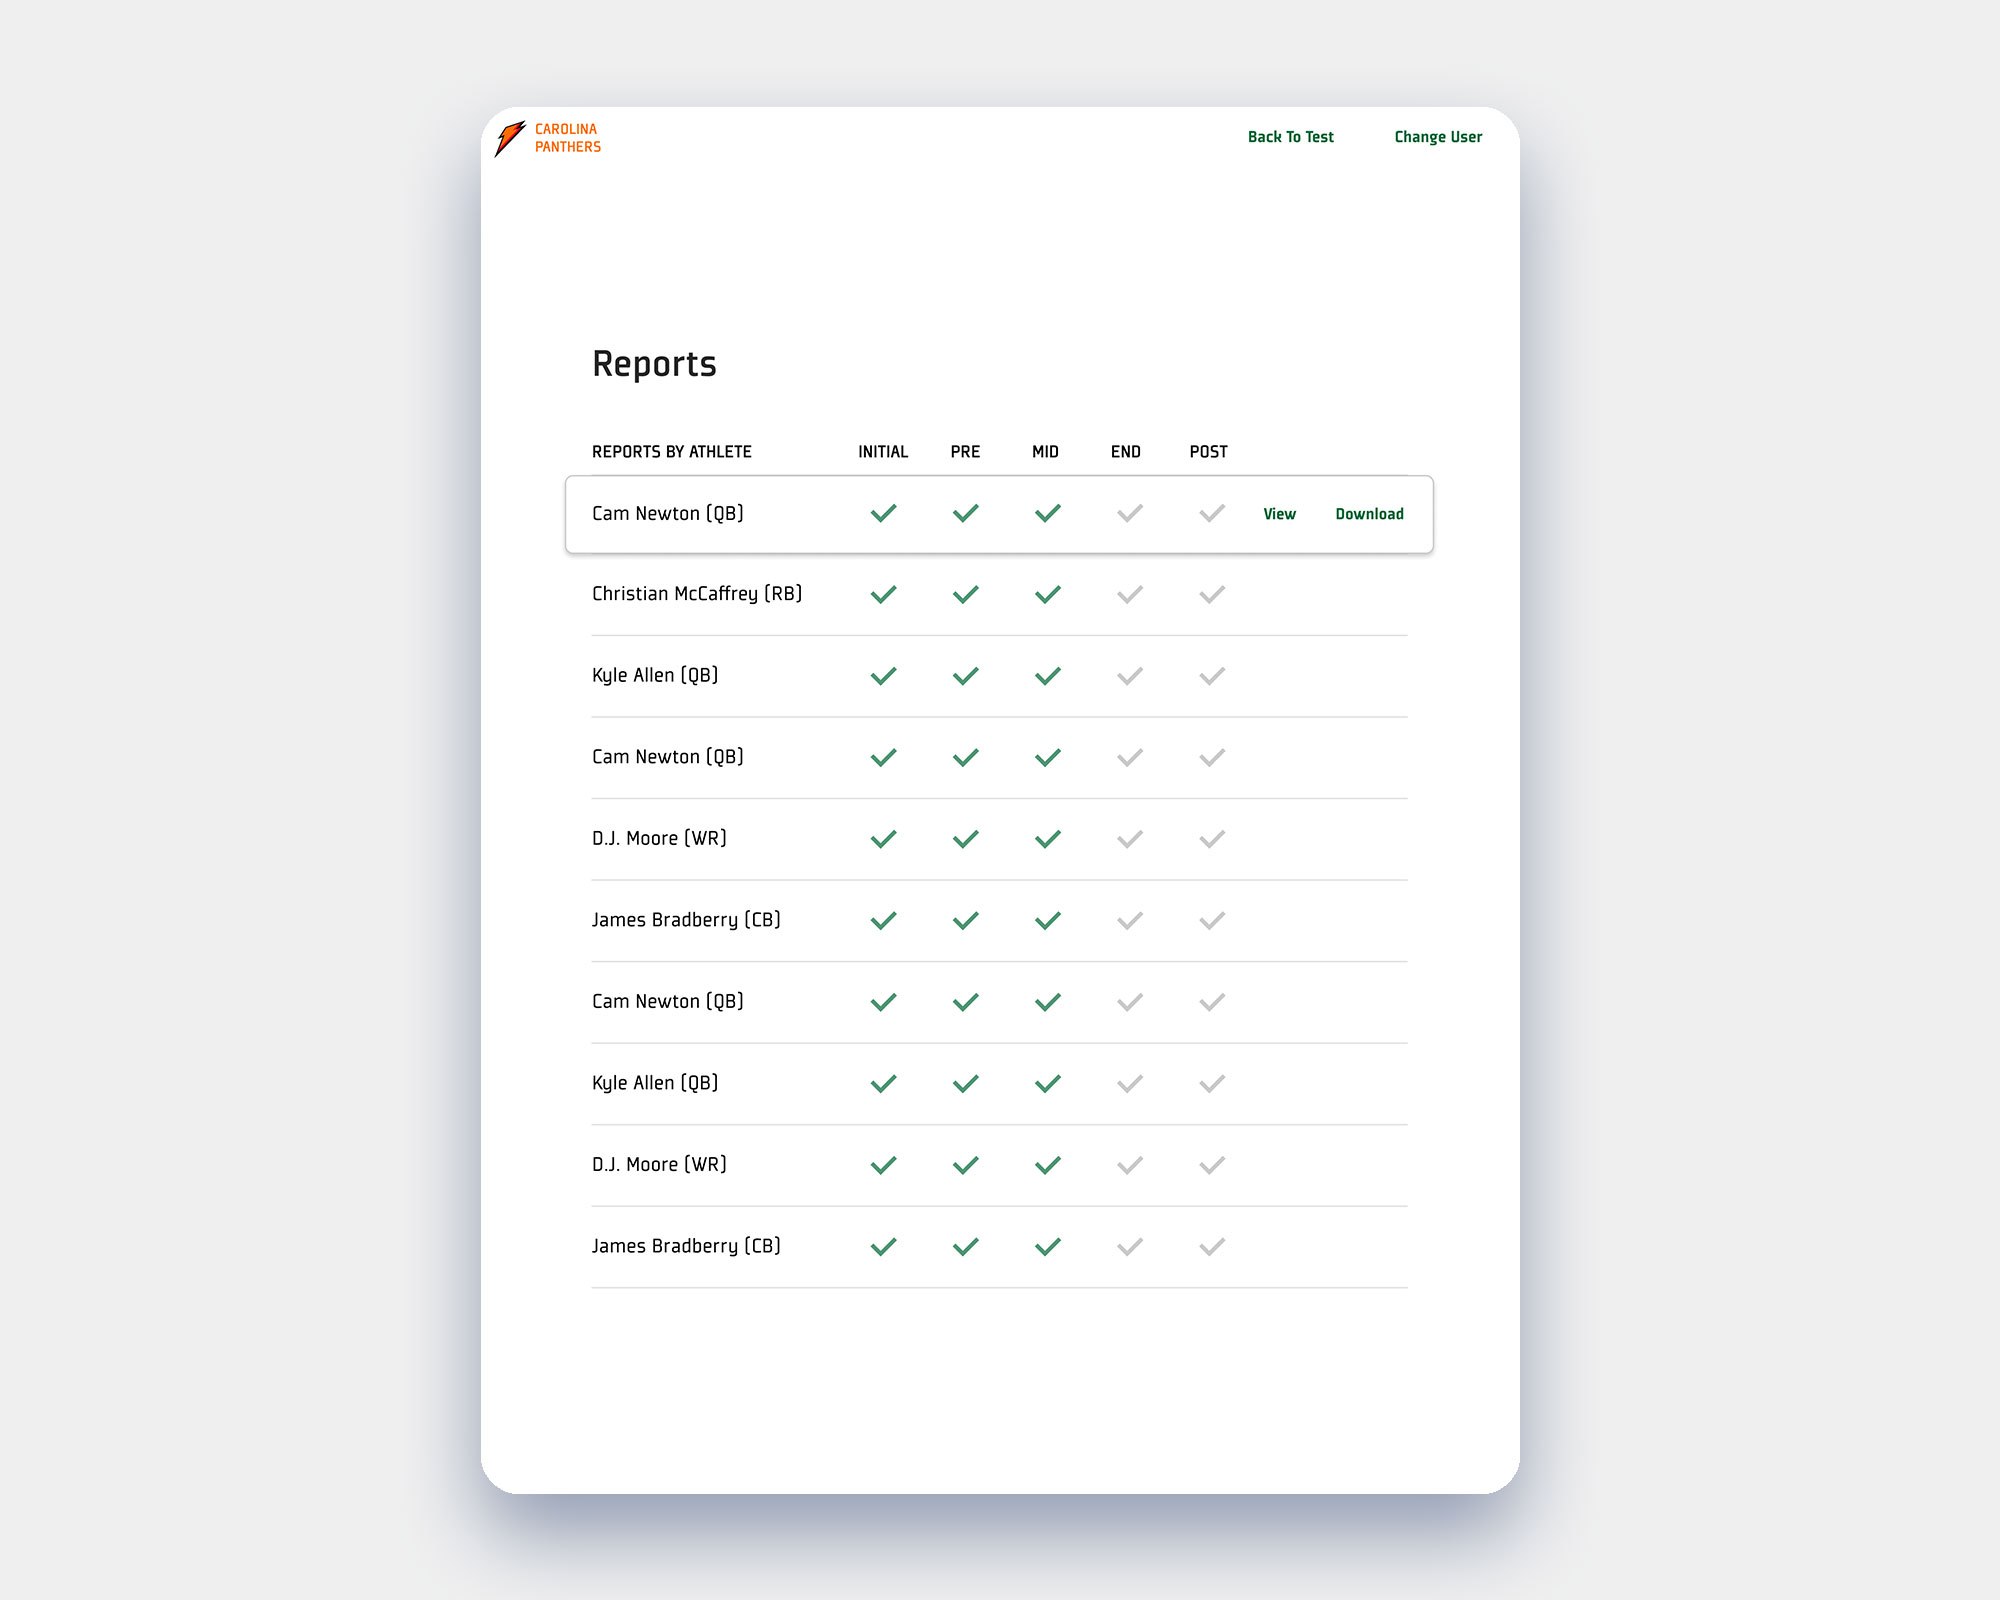 CAROLINA
PANTHERS
Back To Test Change User
Reports
REPORTS BY ATHLETE INITIAL PRE MID END POST
Cam Newton (QB) View Download
Christian McCaffrey (RB)
Kyle Allen (QB)
Cam Newton (QB)
D.J. Moore (WR)
James Bradberry (CB)
Cam Newton (QB)
Kyle Allen (QB)
D.J. Moore (WR)
James Bradberry (CB)